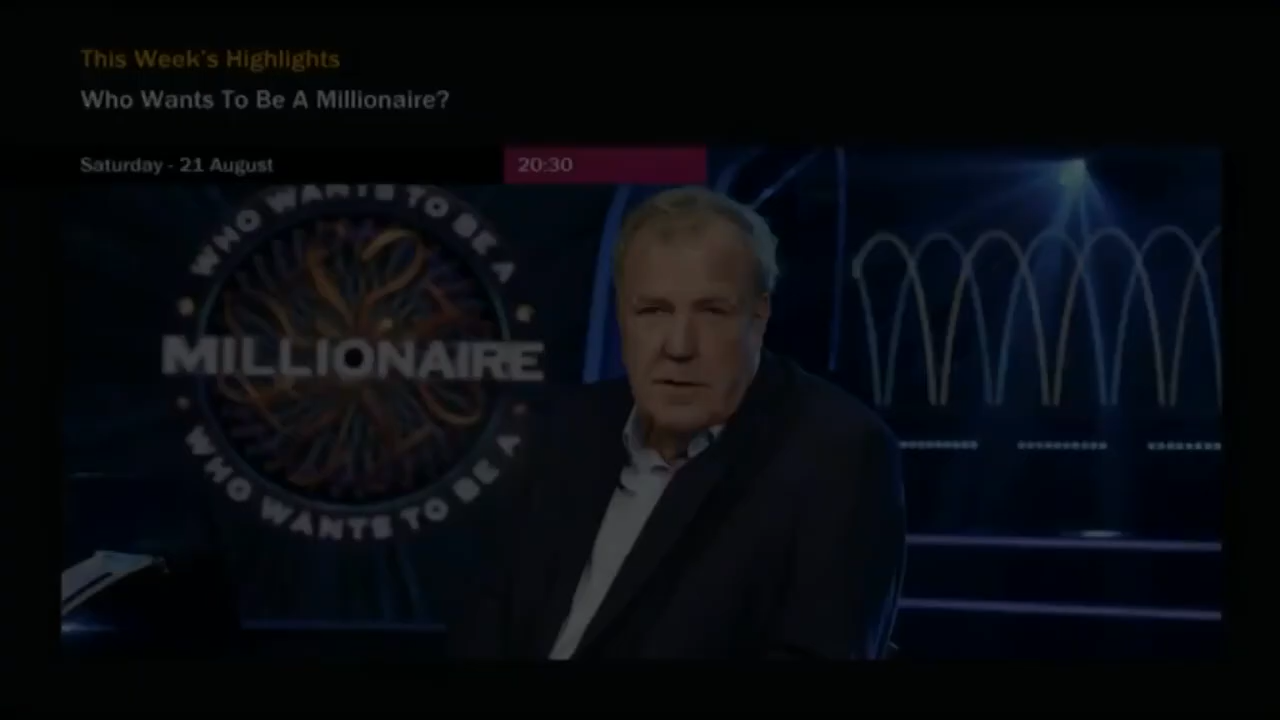 This Week's Highlights
Who Wants To Be A Millionaire?
Saturday - 21 August
20:30
WHO WANTS TO BE A
MILLIONAIRE
WHO WANTS TO BE A